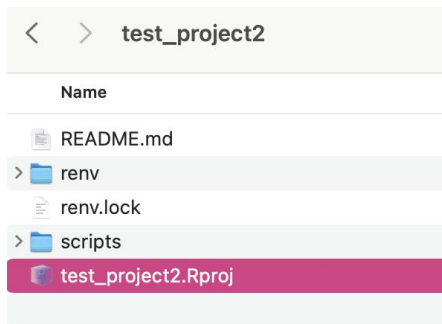 test_project2
Name
README.md
renv
renv.lock
scripts
test_project2.Rproj